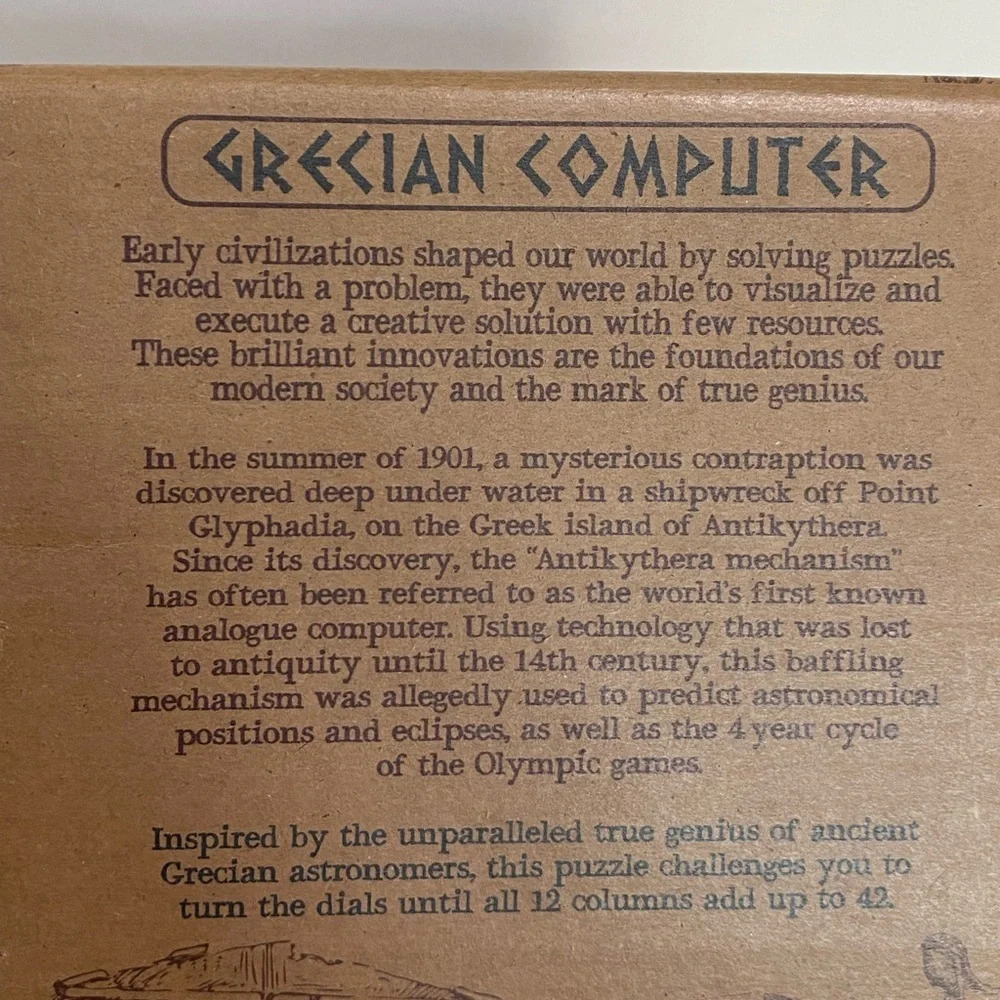 GRECIAN COMPUTER
Early civilizations shaped our world by solving puzzles.
Faced with a problem, they were able to visualize and
execute a creative solution with few resources.
These brilliant innovations are the foundations of our
modern society and the mark of true genius.
In the summer of 1901, a mysterious contraption was
discovered deep under water in a shipwreck off Point
Glyphadia, on the Greek island of Antikythera.
Since its discovery, the "Antikythera mechanism"
has often been referred to as the world's first known
analogue computer. Using technology that was lost
to antiquity until the 14th century, this baffling
mechanism was allegedly used to predict astronomical
positions and eclipses, as well as the 4 year cycle
of the Olympic games.
Inspired by the unparalleled true genius of ancient
Grecian astronomers, this puzzle challenges you to
turn the dials until all 12 columns add up to 42.